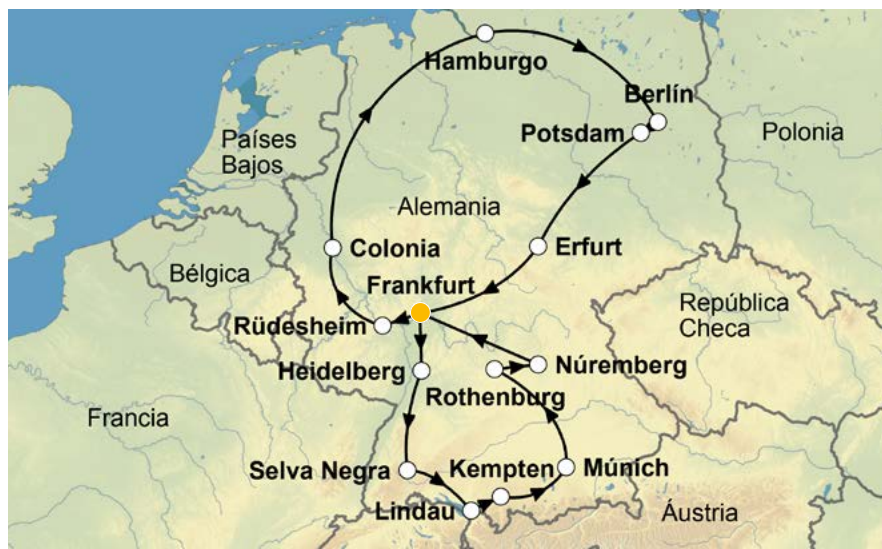 Hamburgo
Berlín
Potsdam
Países
Bajos
Polonia
Alemania
Colonia
Erfurt
Bélgica
Frankfurt
República
Checa
Rüdesheim
Heidelberg
Núremberg
Rothenburg
Francia
Selva Negra
Kempten
Múnich
Lindau
Áustria